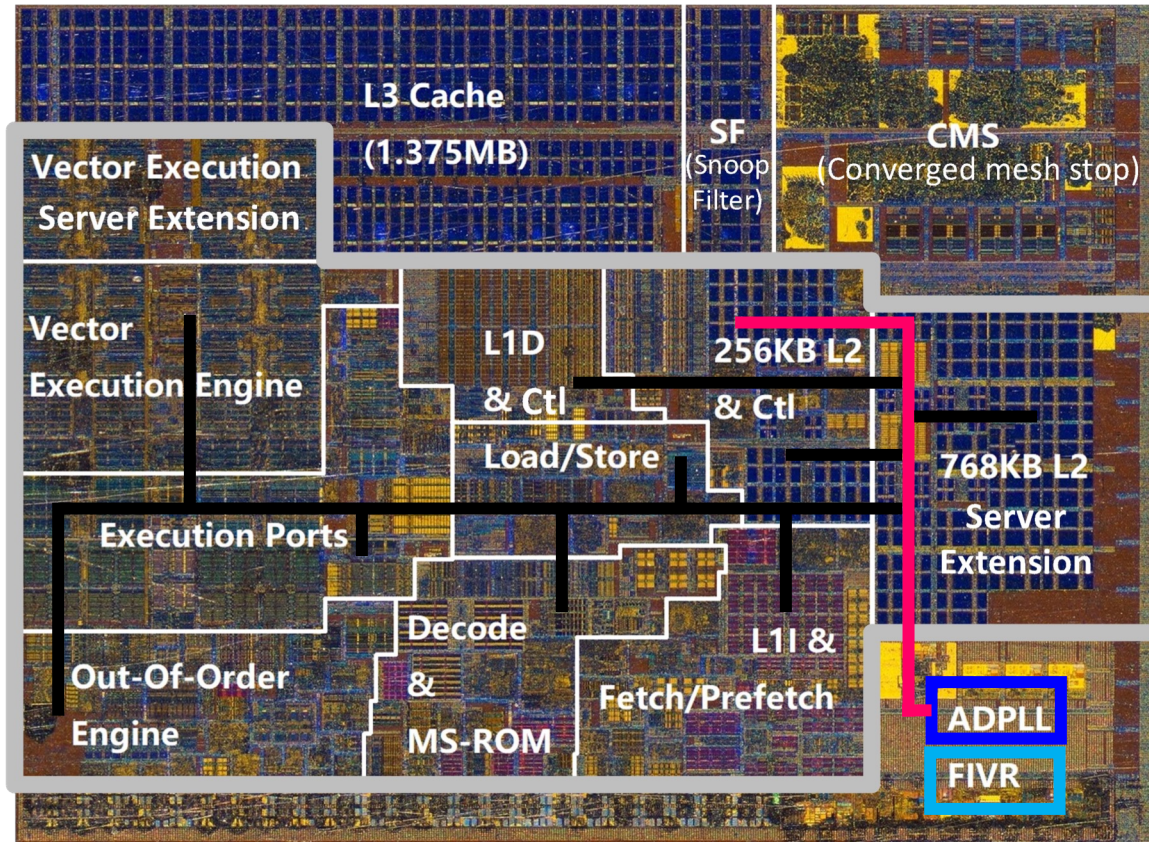 L3 Cache
(1.375MB)
SF
(Snoop
Filter)
CMS
(Converged mesh stop)
Vector Execution
Server Extension
Vector
Execution Engine
L1D
& Ctl
256KB L2
& Ctl
Load/Store
768KB L2
Server
Extension
Execution Ports
Out-Of-Order
Engine
Decode
&
MS-ROM
L1I &
Fetch/Prefetch
ADPLL
FIVR